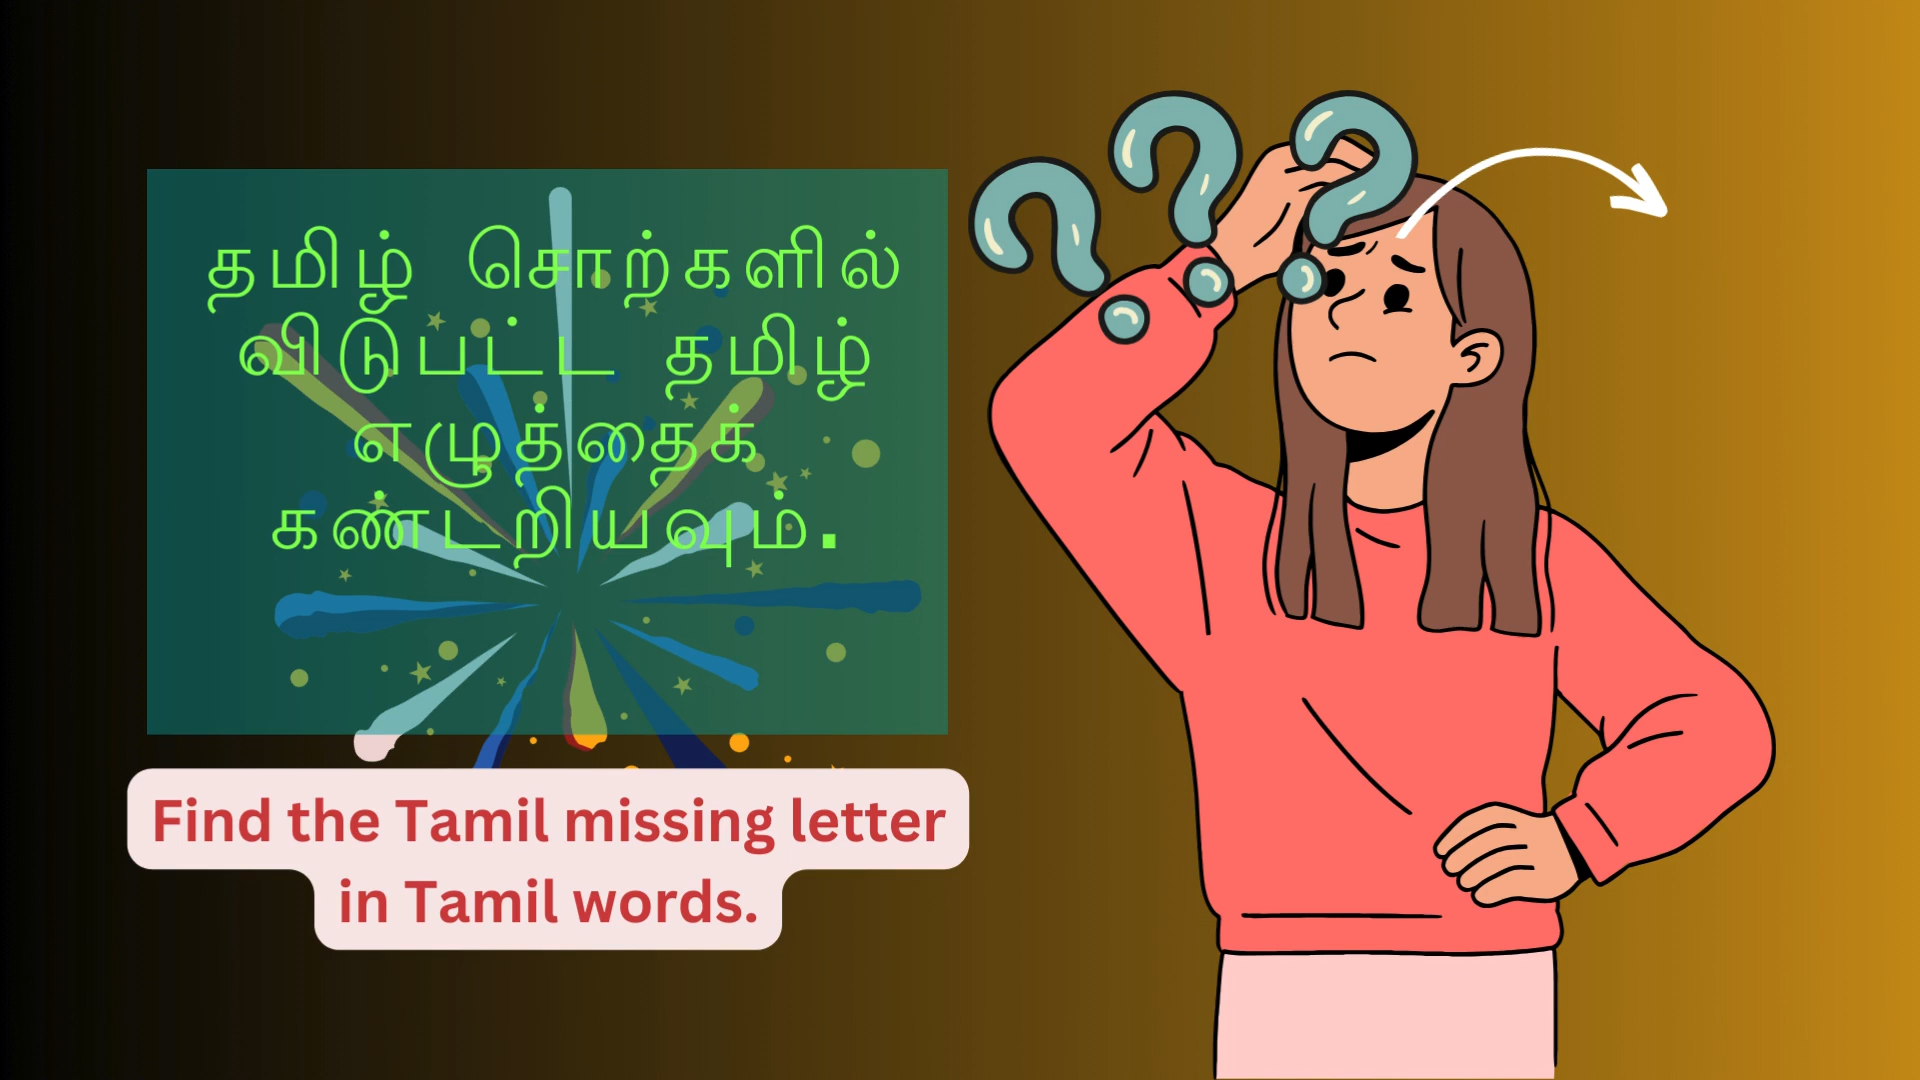 தமிழ் சொற்களில்
விடுபட்ட தமிழ்
எழுத்தைக்
கண்டறியவும்.
Find the Tamil missing letter
in Tamil words.